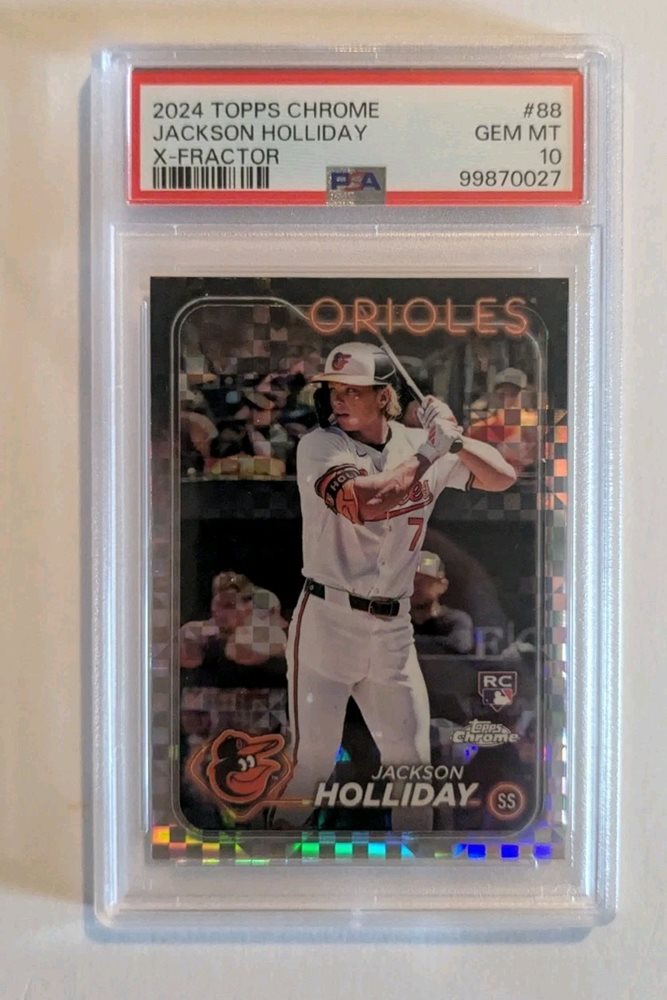 2024 TOPPS CHROME #88
JACKSON HOLLIDAY GEM MT
X-FRACTOR 10
PSA 99870027
ORIOLES
7
RC
Topps
Chrome
JACKSON
HOLLIDAY SS